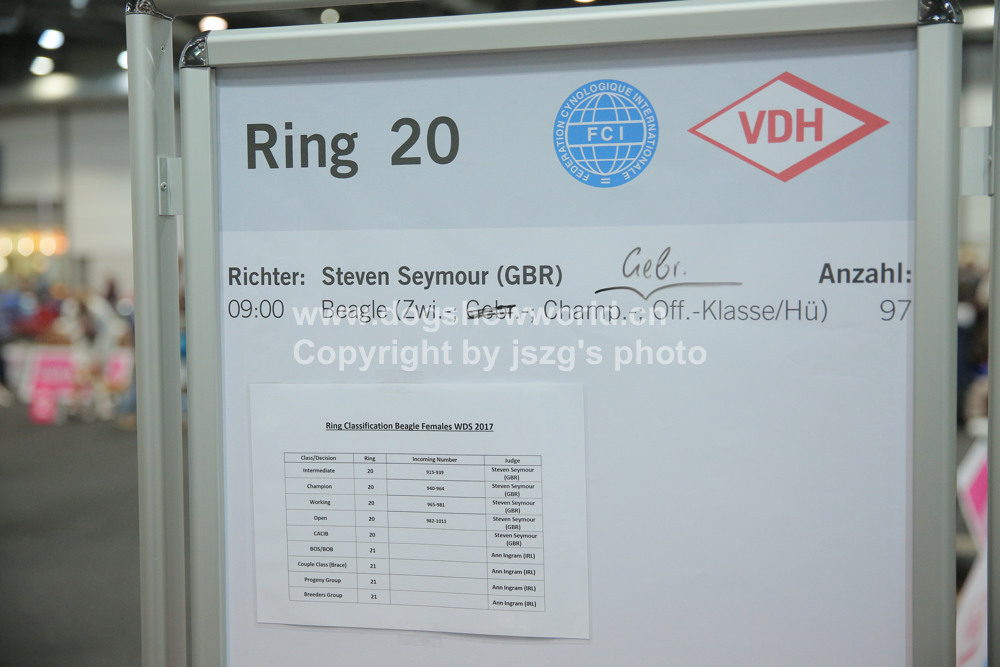 Ring 20
FEDERATION CYNOLOGIQUE INTERNATIONALE
FCI
VDH
Gebr.
Richter: Steven Seymour (GBR) Anzahl:
09:00 Beagle (Zwi.-; Gebr.-; Champ.-; Off.-Klasse/Hü) 97
www.dogshowworld.cn
Copyright by jszg's photo
Ring Classification Beagle Females WDS 2017
Class/Decision Ring Incoming Number Judge
Intermediate 20 915-939 Steven Seymour (GBR)
Champion 20 940-964 Steven Seymour (GBR)
Working 20 965-981 Steven Seymour (GBR)
Open 20 982-1011 Steven Seymour (GBR)
CACIB 20 Steven Seymour (GBR)
BOS/BOB 21 Ann Ingram (IRL)
Couple Class (Brace) 21 Ann Ingram (IRL)
Progeny Group 21 Ann Ingram (IRL)
Breeders Group 21 Ann Ingram (IRL)